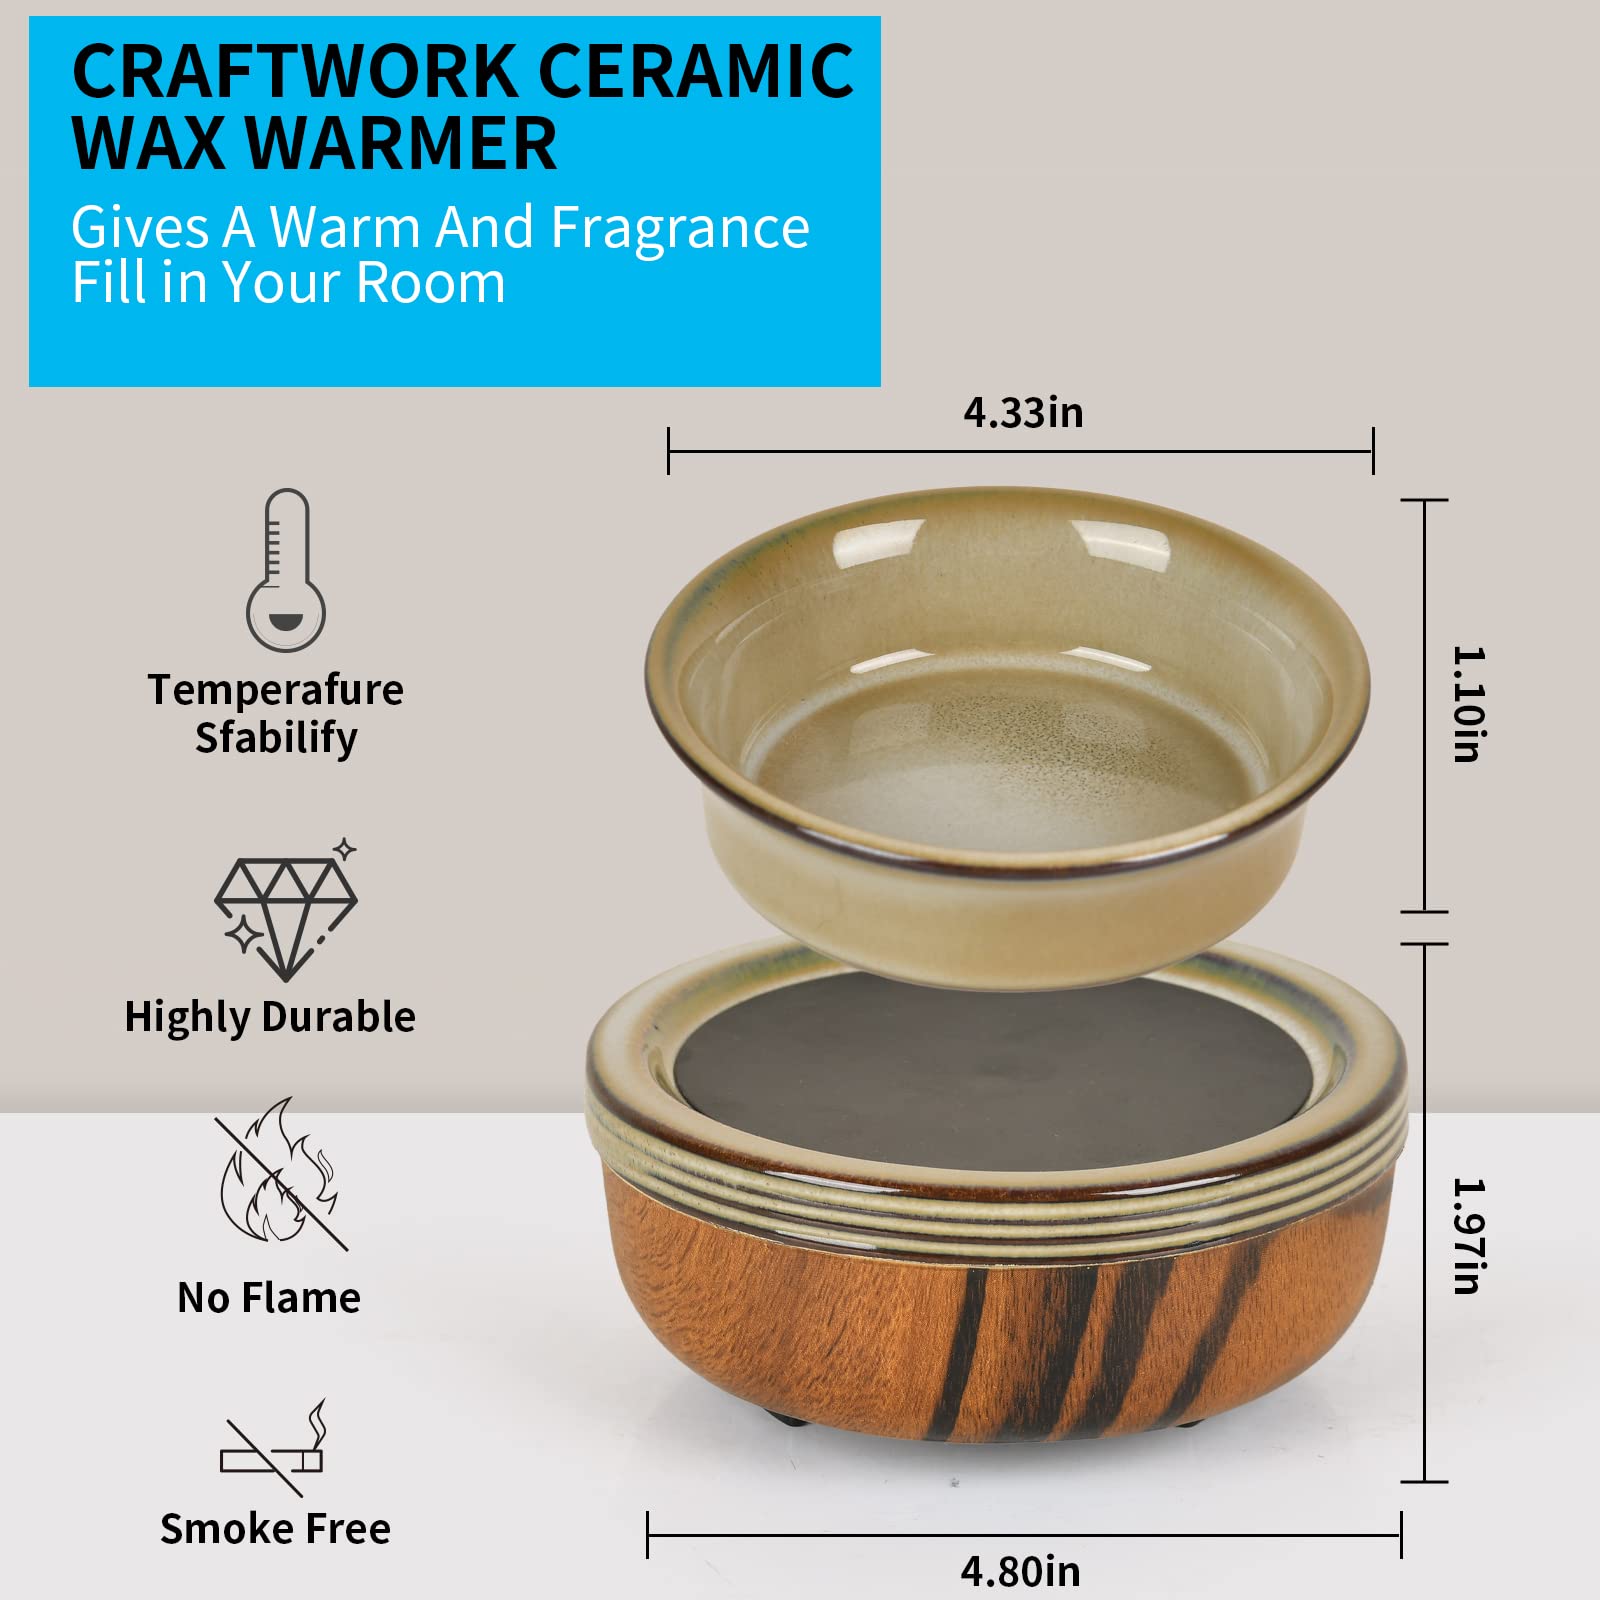 CRAFTWORK CERAMIC
WAX WARMER
Gives A Warm And Fragrance
Fill in Your Room
4.33in
1.10in
Temperafure
Sfabilify
Highly Durable
No Flame
1.97in
Smoke Free
4.80in